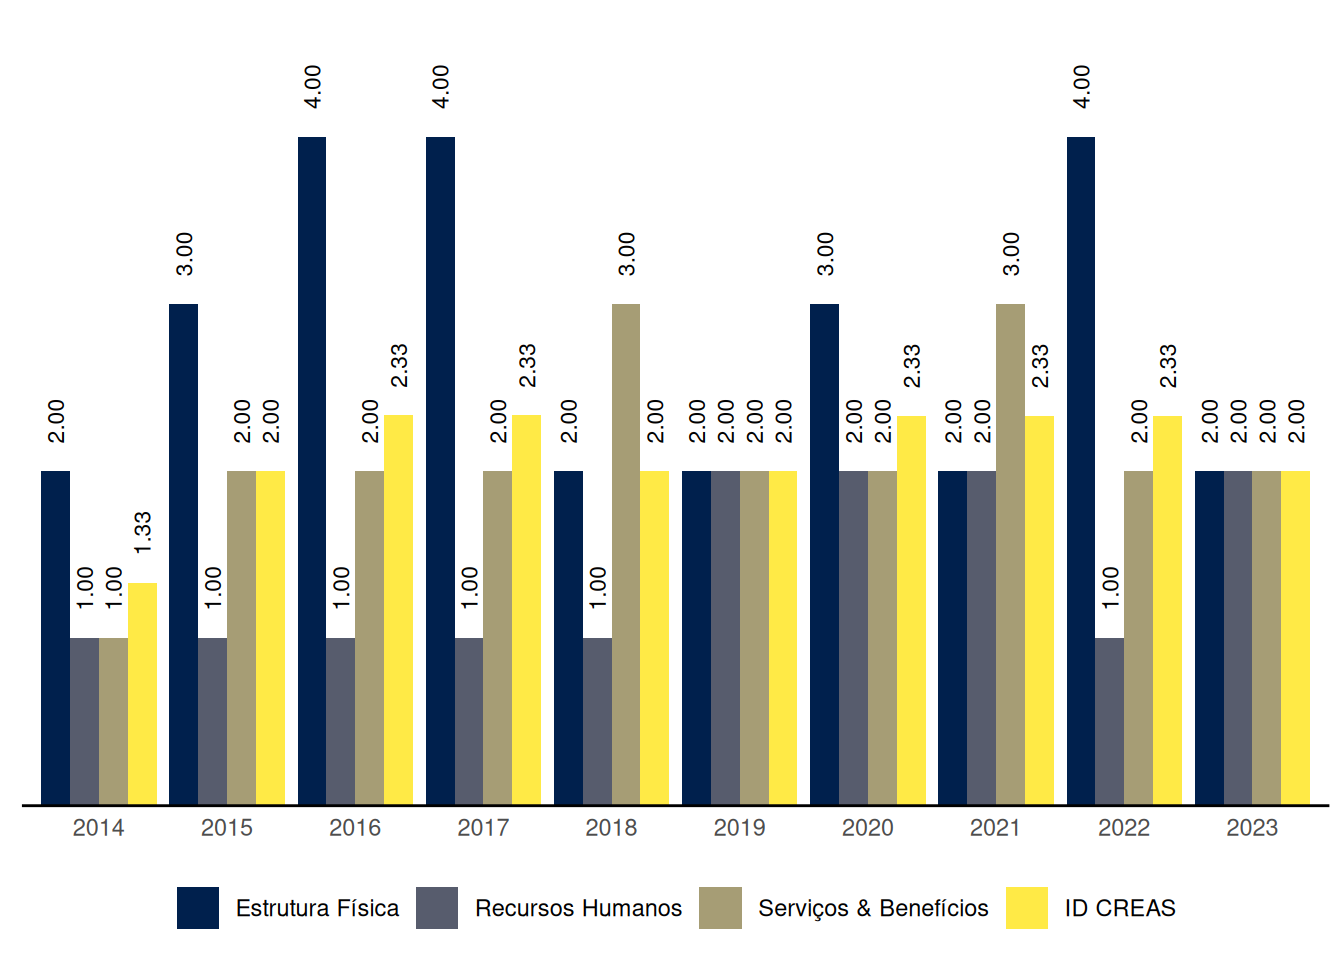 4.00 4.00 4.00
3.00 3.00 3.00 3.00
2.33 2.33 2.33 2.33 2.33
2.00 2.00 2.00 2.00 2.00 2.00 2.00 2.00 2.00 2.00 2.00 2.00 2.00 2.00 2.00 2.00 2.00 2.00 2.00 2.00 2.00
1.33
1.00 1.00 1.00 1.00 1.00 1.00 1.00
2014 2015 2016 2017 2018 2019 2020 2021 2022 2023
Estrutura Física Recursos Humanos Serviços & Benefícios ID CREAS